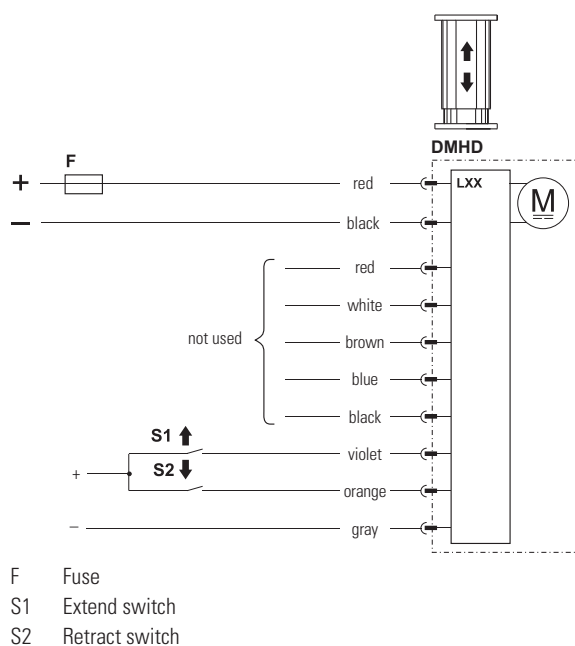 DMHD
F
+
red
LXX
M
−
black
red
white
not used
brown
blue
black
S1
violet
+
S2
orange
−
gray
F Fuse
S1 Extend switch
S2 Retract switch